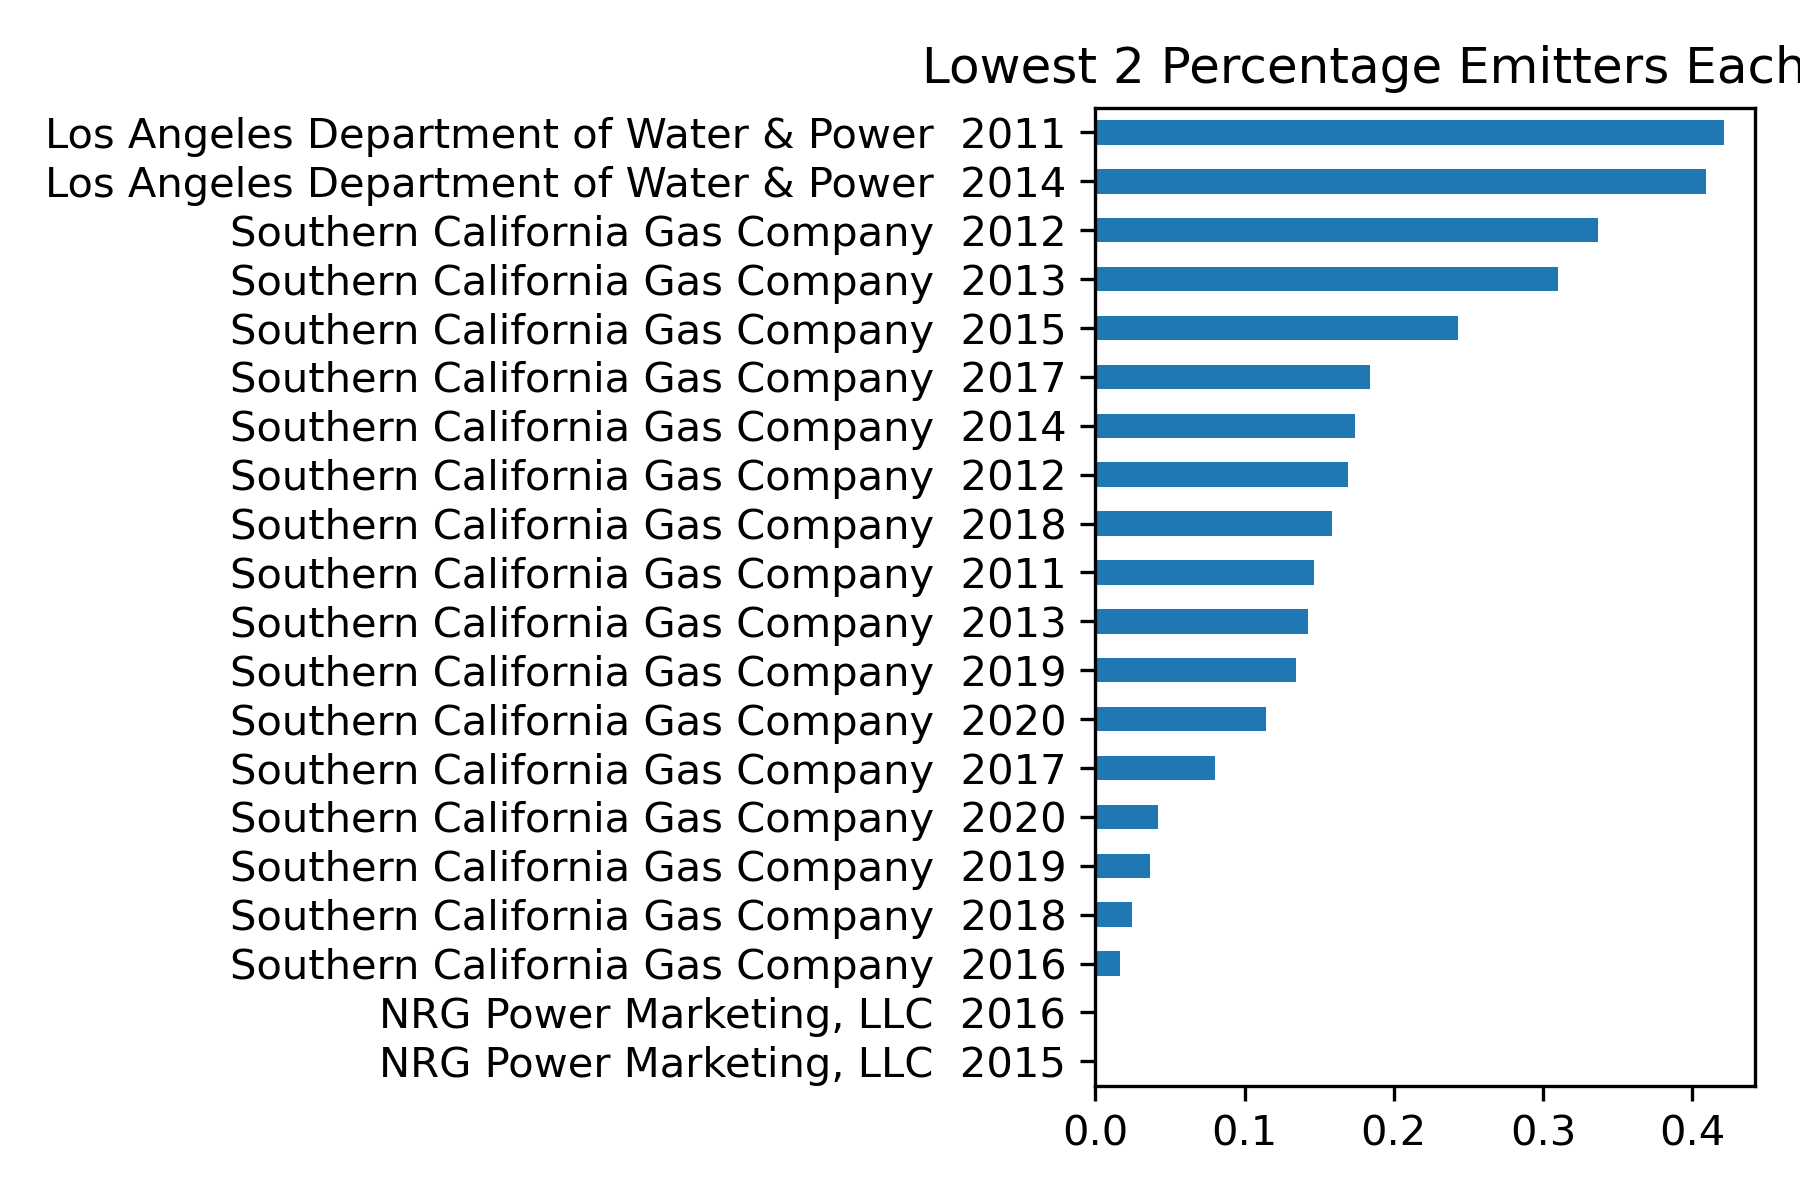 Lowest 2 Percentage Emitters Each
Los Angeles Department of Water & Power 2011
Los Angeles Department of Water & Power 2014
Southern California Gas Company 2012
Southern California Gas Company 2013
Southern California Gas Company 2015
Southern California Gas Company 2017
Southern California Gas Company 2014
Southern California Gas Company 2012
Southern California Gas Company 2018
Southern California Gas Company 2011
Southern California Gas Company 2013
Southern California Gas Company 2019
Southern California Gas Company 2020
Southern California Gas Company 2017
Southern California Gas Company 2020
Southern California Gas Company 2019
Southern California Gas Company 2018
Southern California Gas Company 2016
NRG Power Marketing, LLC 2016
NRG Power Marketing, LLC 2015
0.0 0.1 0.2 0.3 0.4